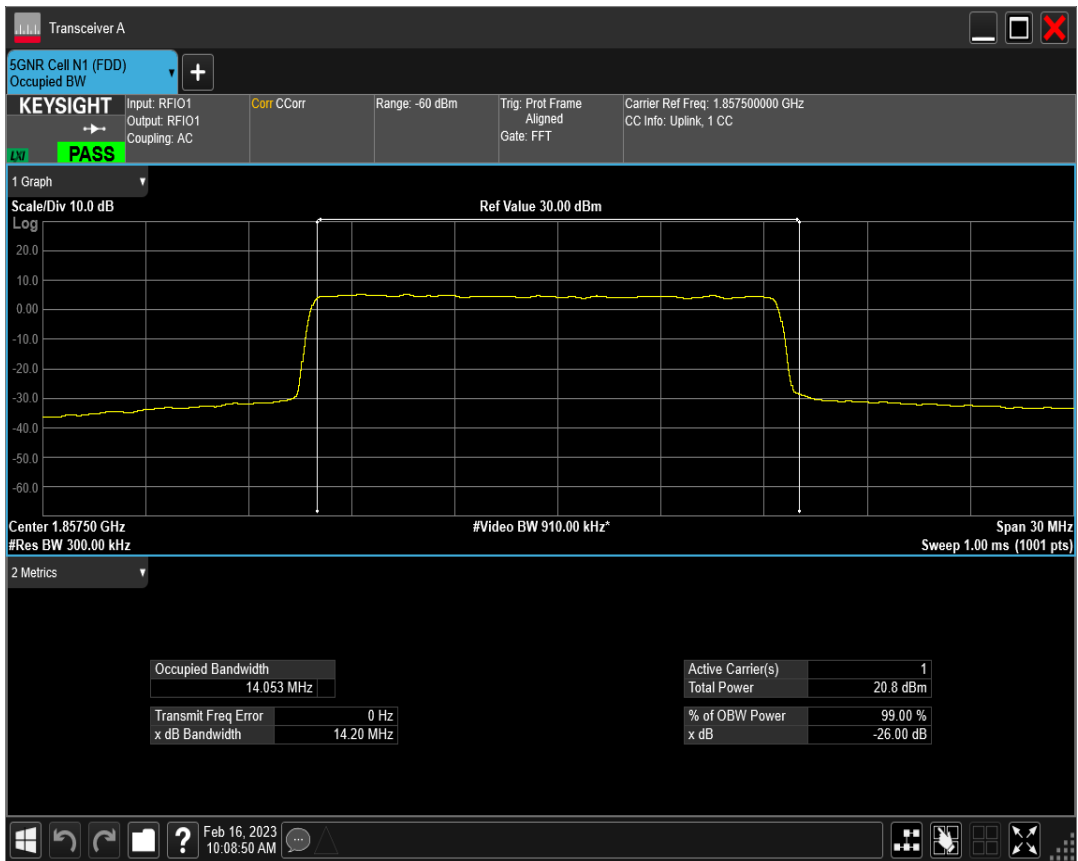 Transceiver A
5GNR Cell N1 (FDD)
Occupied BW
KEYSIGHT
LXI
PASS
Input: RFIO1
Output: RFIO1
Coupling: AC
Corr CCorr
Range: -60 dBm
Trig: Prot Frame
Aligned
Gate: FFT
Carrier Ref Freq: 1.857500000 GHz
CC Info: Uplink, 1 CC
1 Graph
Scale/Div 10.0 dB
Ref Value 30.00 dBm
Log
20.0
10.0
0.00
-10.0
-20.0
-30.0
-40.0
-50.0
-60.0
Center 1.85750 GHz
#Video BW 910.00 kHz*
Span 30 MHz
#Res BW 300.00 kHz
Sweep 1.00 ms (1001 pts)
2 Metrics
Occupied Bandwidth
14.053 MHz
Transmit Freq Error 0 Hz
x dB Bandwidth 14.20 MHz
Active Carrier(s) 1
Total Power 20.8 dBm
% of OBW Power 99.00 %
x dB -26.00 dB
?
Feb 16, 2023
10:08:50 AM